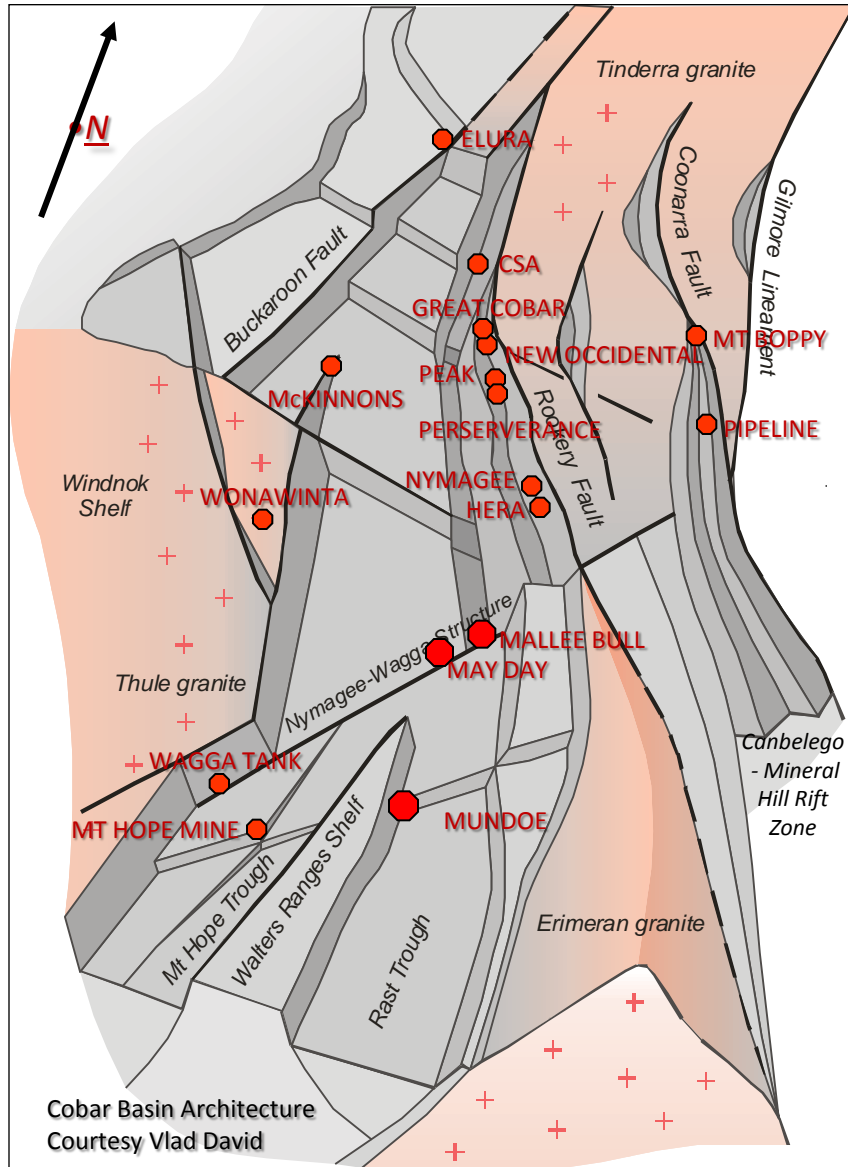 Tinderra granite
N
ELURA
Coonarra Fault
Gilmore Lineament
CSA
Buckaroon Fault
GREAT COBAR
MT BOPPY
NEW OCCIDENTAL
PEAK
McKINNONS
Rookery Fault
PERSERVERANCE
PIPELINE
Windnok
Shelf
NYMAGEE
WONAWINTA
HERA
Nymagee-Wagga Structure
MALLEE BULL
MAY DAY
Thule granite
WAGGA TANK
Canbelego
- Mineral
Hill Rift
Zone
MT HOPE MINE
MUNDOE
Mt Hope Trough
Walters Ranges Shelf
Rast Trough
Erimeran granite
Cobar Basin Architecture
Courtesy Vlad David